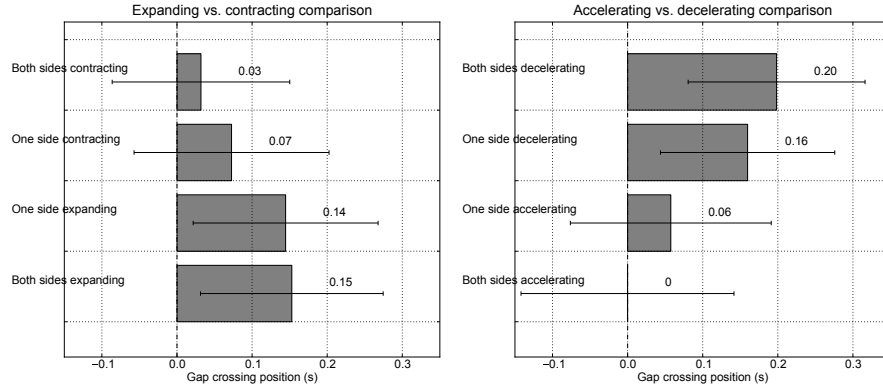 Expanding vs. contracting comparison
Both sides contracting
0.03
One side contracting
0.07
One side expanding
0.14
Both sides expanding
0.15
−0.1 0.0 0.1 0.2 0.3
Gap crossing position (s)
Accelerating vs. decelerating comparison
Both sides decelerating
0.20
One side decelerating
0.16
One side accelerating
0.06
Both sides accelerating
0
−0.1 0.0 0.1 0.2 0.3
Gap crossing position (s)